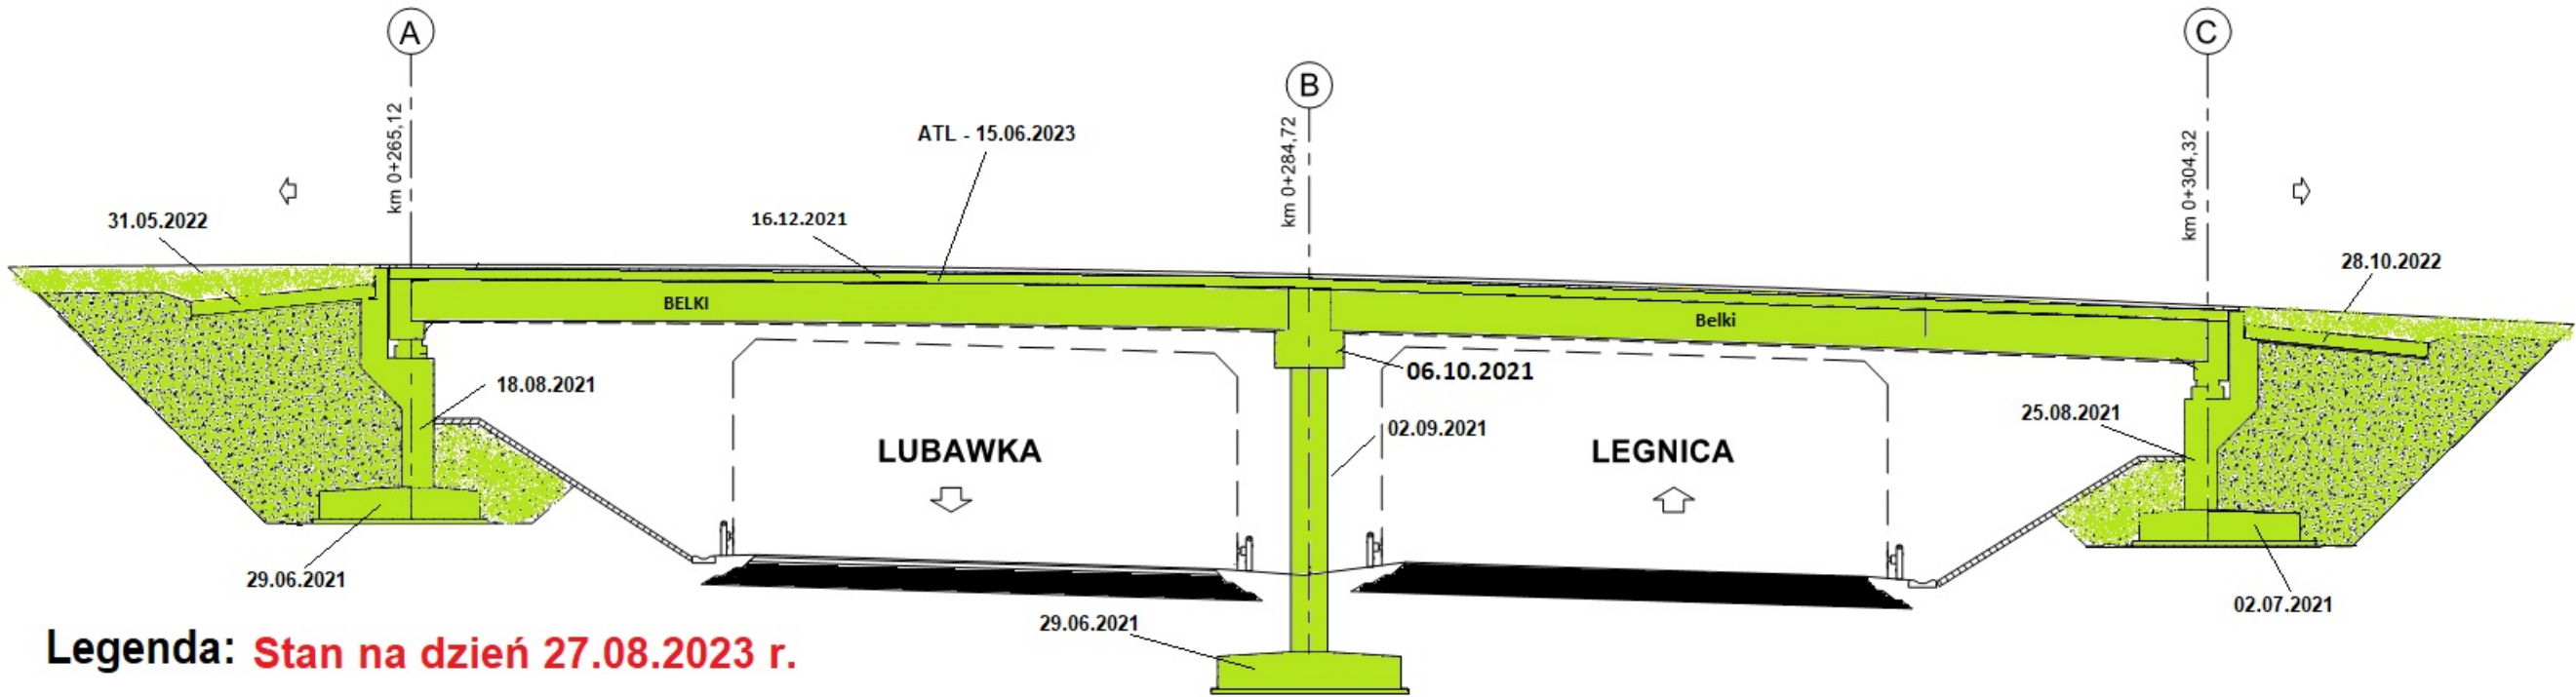 A
B
C
km 0+265,12
km 0+284,72
km 0+304,32
ATL - 15.06.2023
31.05.2022
16.12.2021
28.10.2022
BELKI
Belki
18.08.2021
06.10.2021
25.08.2021
02.09.2021
LUBAWKA
LEGNICA
29.06.2021
02.07.2021
29.06.2021
Legenda: Stan na dzień 27.08.2023 r.